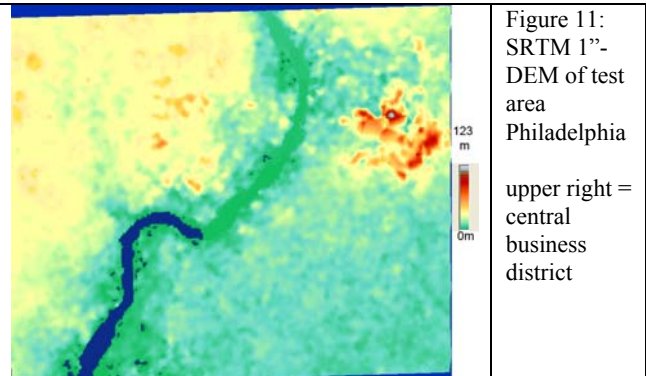 123
m
0m
Figure 11:
SRTM 1”-
DEM of test
area
Philadelphia
upper right =
central
business
district